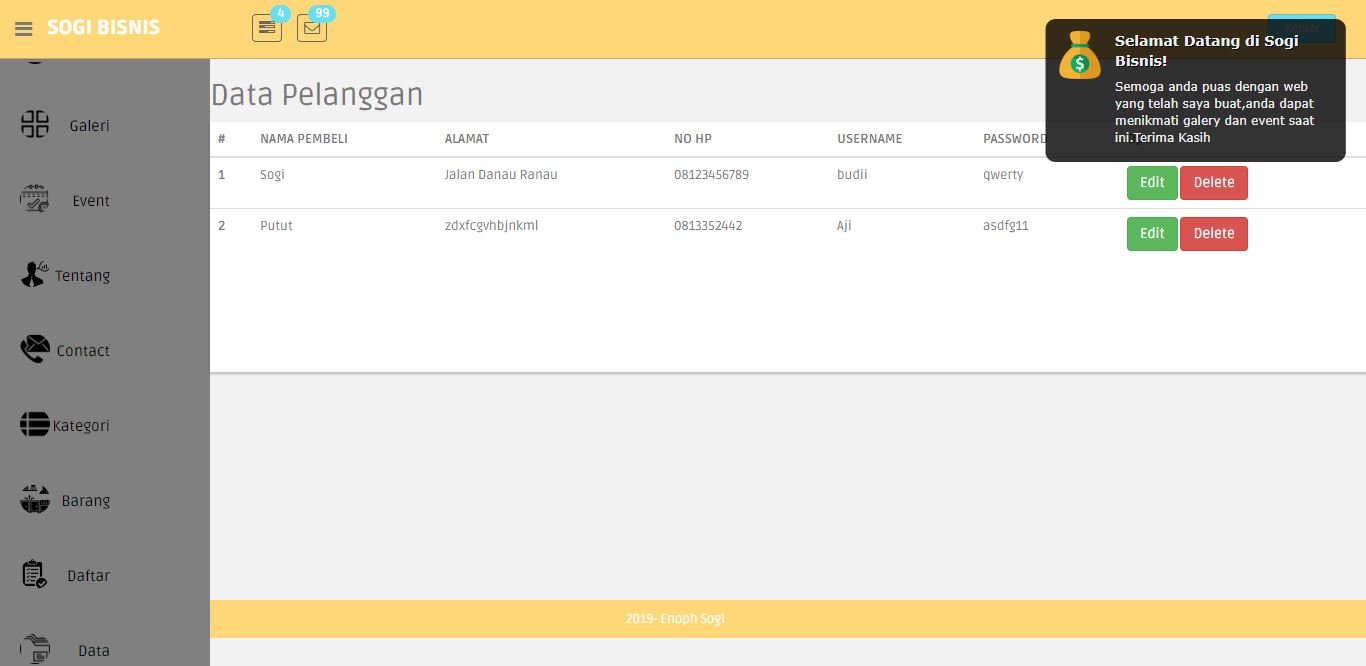 SOGI BISNIS
4
99
Selamat Datang di Sogi
Bisnis!
Semoga anda puas dengan web
yang telah saya buat,anda dapat
menikmati galery dan event saat
ini.Terima Kasih
Galeri
Event
Tentang
Contact
Kategori
Barang
Daftar
Data
Data Pelanggan
# NAMA PEMBELI ALAMAT NO HP USERNAME PASSWORD
1 Sogi Jalan Danau Ranau 08123456789 budii qwerty Edit Delete
2 Putut zdxfcgvhbjnkml 0813352442 Aji asdfg11 Edit Delete
2019- Enoph Sogi